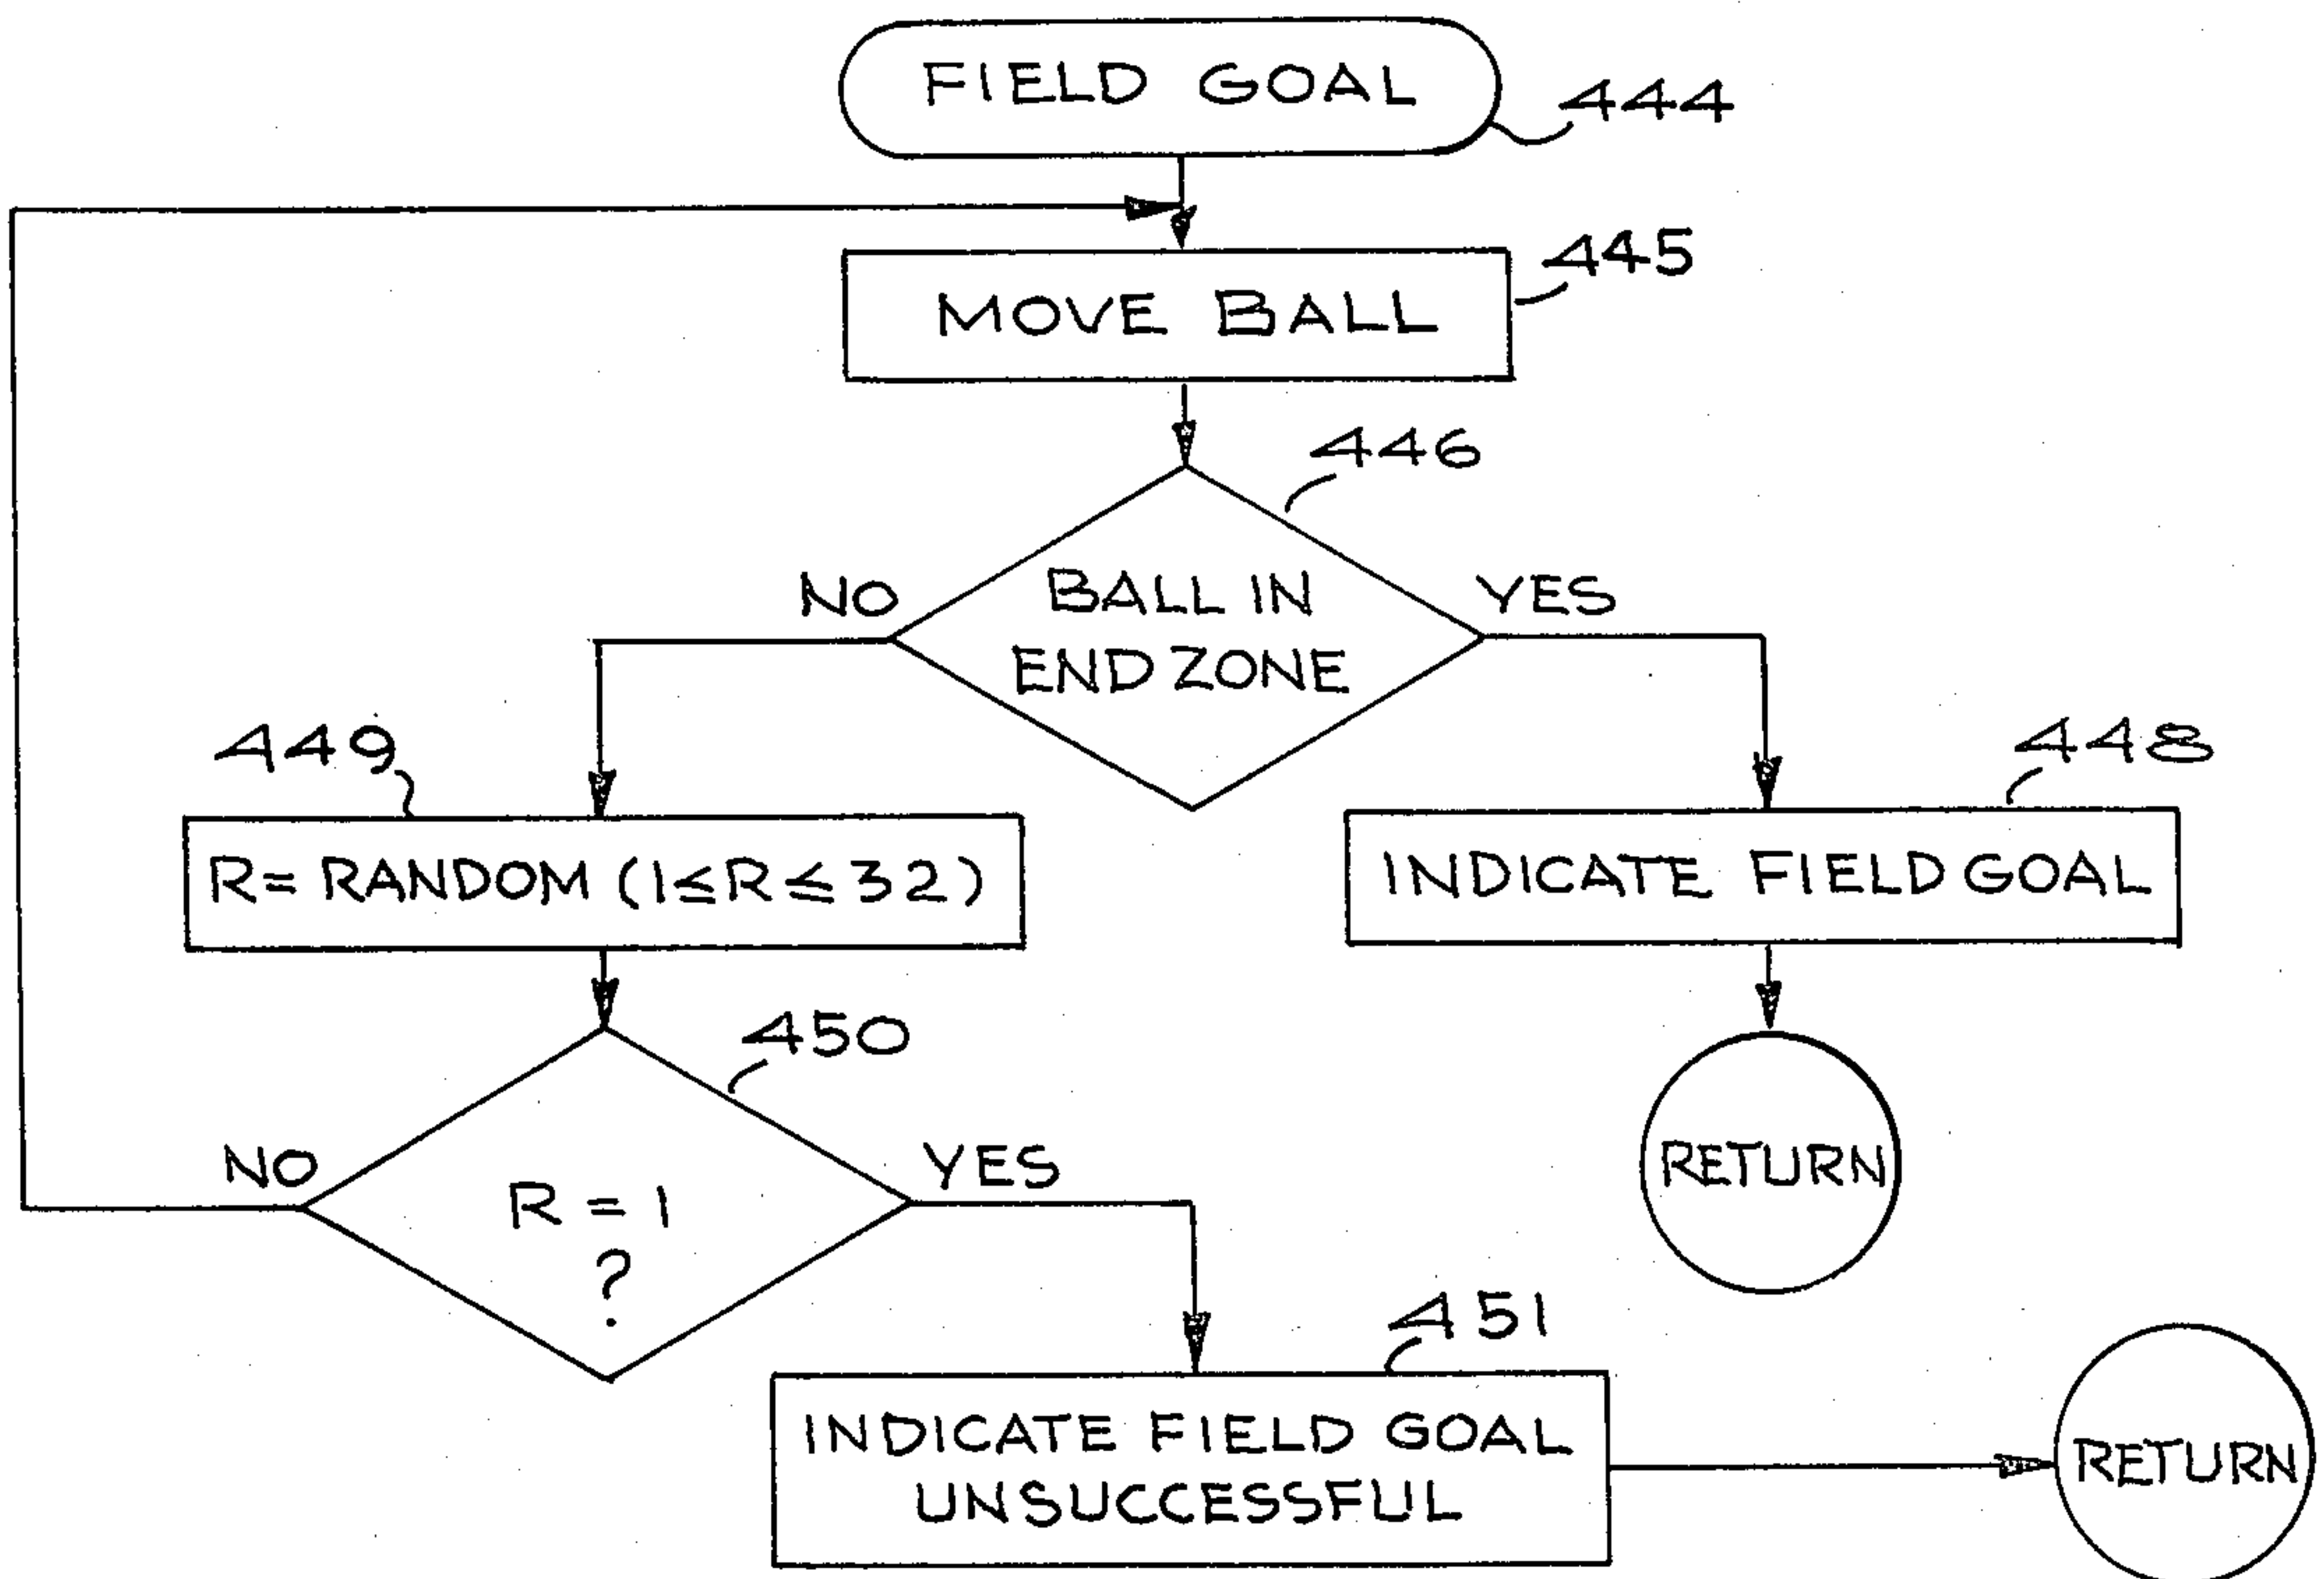 FIELD GOAL
444
MOVE BALL
445
446
NO
BALL IN
END ZONE
YES
449
448
R= RANDOM (1≤R≤32)
INDICATE FIELD GOAL
450
NO
R = 1
?
YES
RETURN
451
INDICATE FIELD GOAL
UNSUCCESSFUL
RETURN